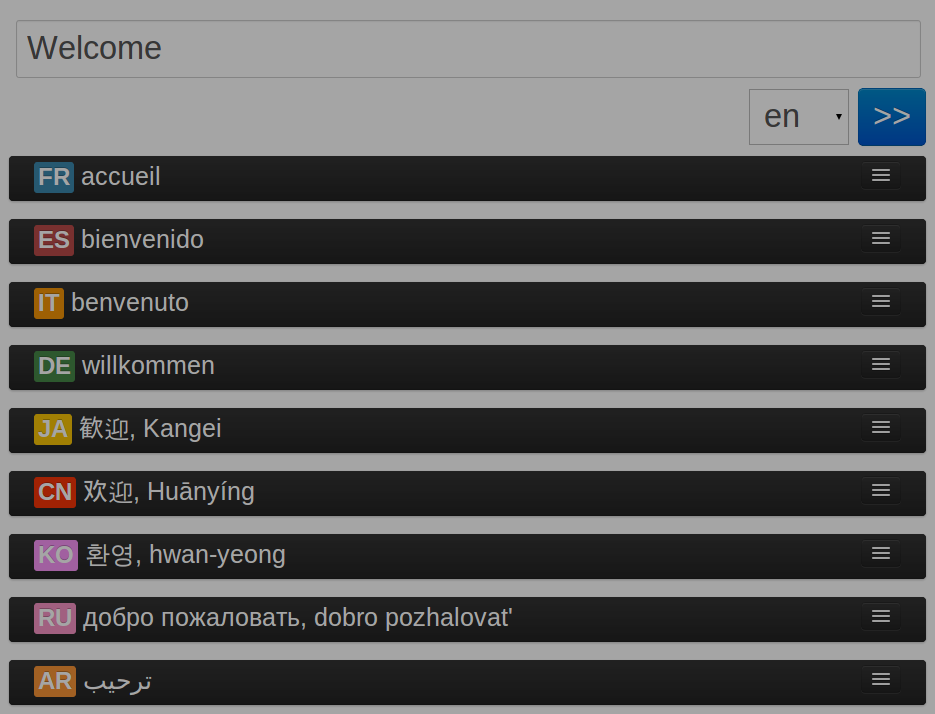 Welcome
en >>
FR accueil
ES bienvenido
IT benvenuto
DE willkommen
JA 歓迎, Kangei
CN 欢迎, Huānyíng
KO 환영, hwan-yeong
RU добро пожаловать, dobro pozhalovat'
AR ترحيب